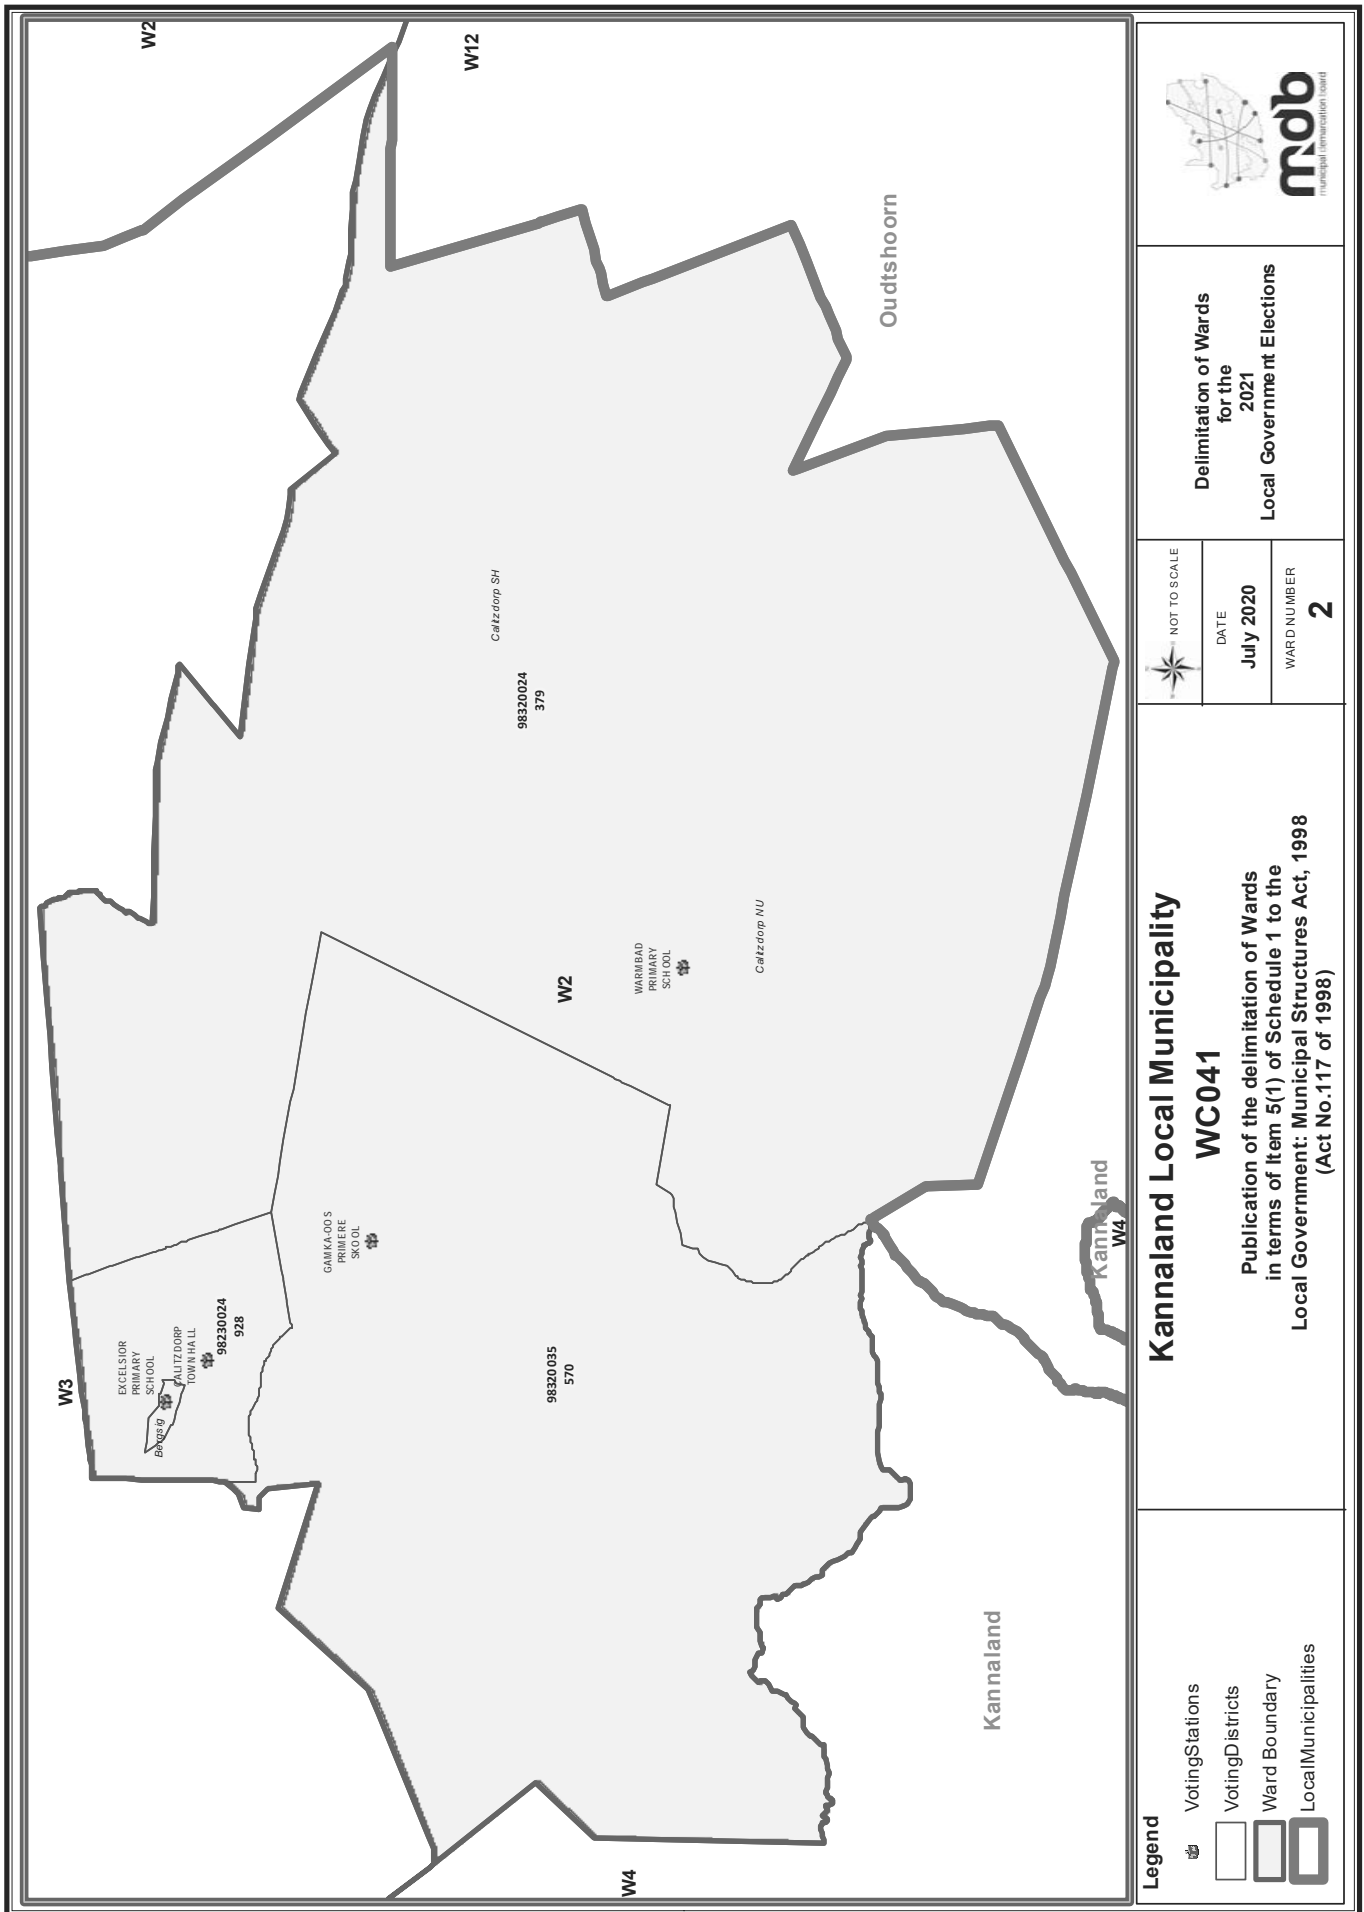 W2
W12
Oudtshoorn
Calitzdorp SH
98320024
379
W2
WARMBAD
PRIMARY
SCHOOL
Calitzdorp NU
W3
EXCELSIOR
PRIMARY
SCHOOL
CALITZDORP
TOWN HALL
98230024
928
Bergsig
GAMKA-OOS
PRIMERE
SKOOL
98320035
570
Kannaland
W4
Kannaland
W4
Legend
VotingStations
VotingDistricts
Ward Boundary
LocalMunicipalities
Kannaland Local Municipality
WC041
Publication of the delimitation of Wards
in terms of Item 5(1) of Schedule 1 to the
Local Government: Municipal Structures Act, 1998
(Act No.117 of 1998)
NOT TO SCALE
DATE
July 2020
WARD NUMBER
2
Delimitation of Wards
for the
2021
Local Government Elections
mdb
municipal demarcation board